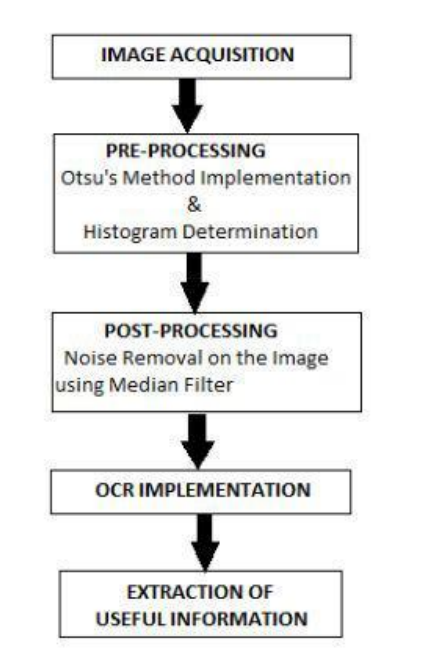 IMAGE ACQUISITION
PRE-PROCESSING
Otsu's Method Implementation
&
Histogram Determination
POST-PROCESSING
Noise Removal on the Image
using Median Filter
OCR IMPLEMENTATION
EXTRACTION OF
USEFUL INFORMATION